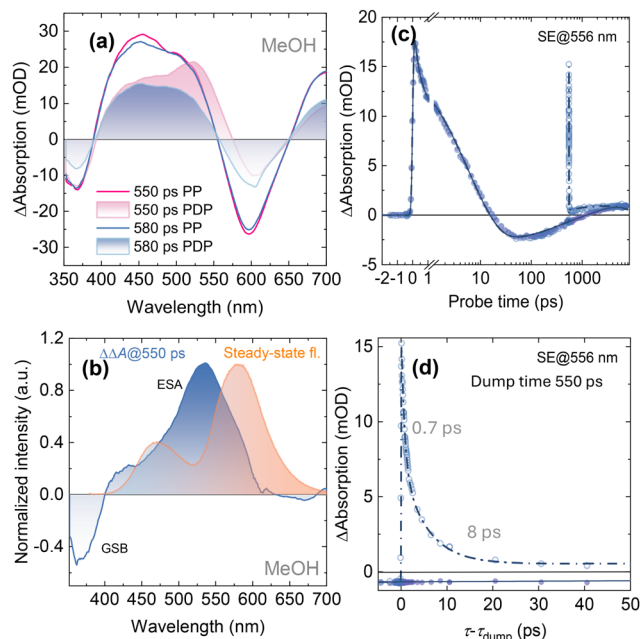 (a)
MeOH
ΔAbsorption (mOD)
30
20
10
0
-10
-20
-30
550 ps PP
550 ps PDP
580 ps PP
580 ps PDP
350 400 450 500 550 600 650 700
Wavelength (nm)
(c)
SE@556 nm
ΔAbsorption (mOD)
20
15
10
5
0
-5
-2 -1 0 1 10 100 1000
Probe time (ps)
(b)
ΔΔA@550 ps
Steady-state fl.
ESA
GSB
MeOH
Normalized intensity (a.u.)
1.2
0.8
0.4
0.0
-0.4
400 450 500 550 600 650 700
Wavelength (nm)
(d)
SE@556 nm
Dump time 550 ps
0.7 ps
8 ps
ΔAbsorption (mOD)
15
10
5
0
0 10 20 30 40 50
τ-τdump (ps)